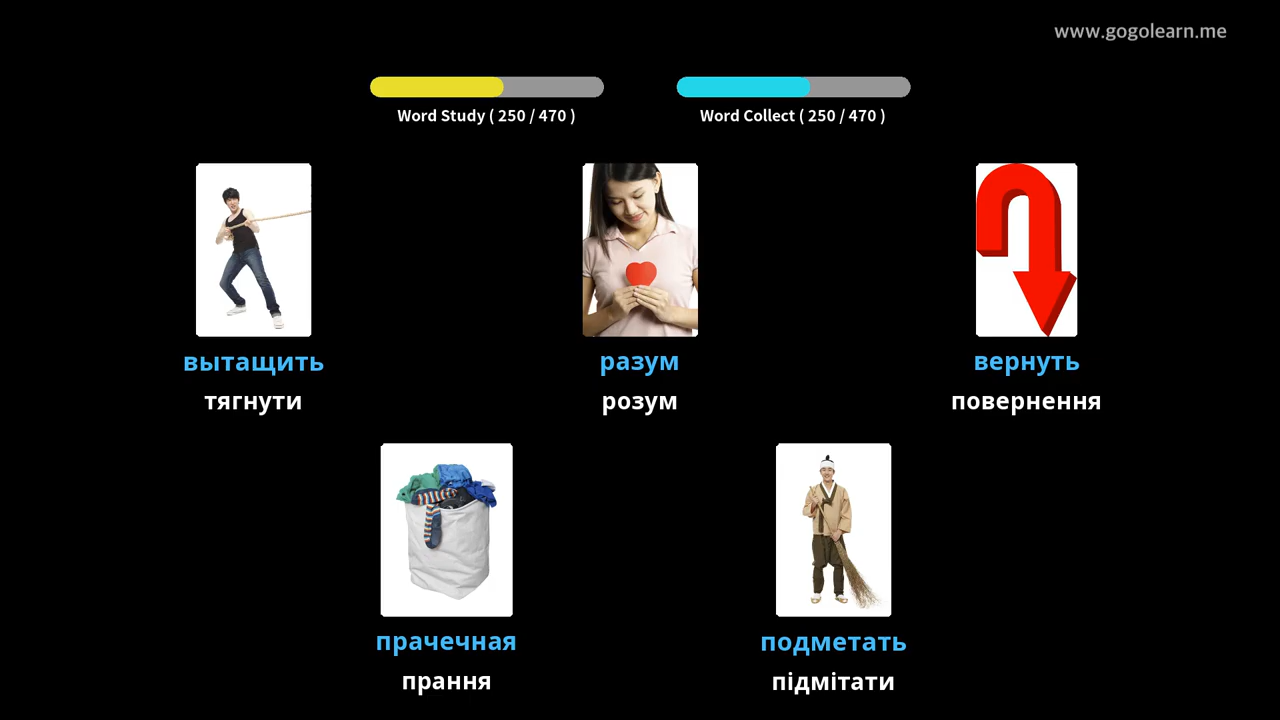 www.gogolearn.me
Word Study ( 250 / 470 )
Word Collect ( 250 / 470 )
вытащить
разум
вернуть
тягнути
розум
повернення
прачечная
подметать
прання
підмітати